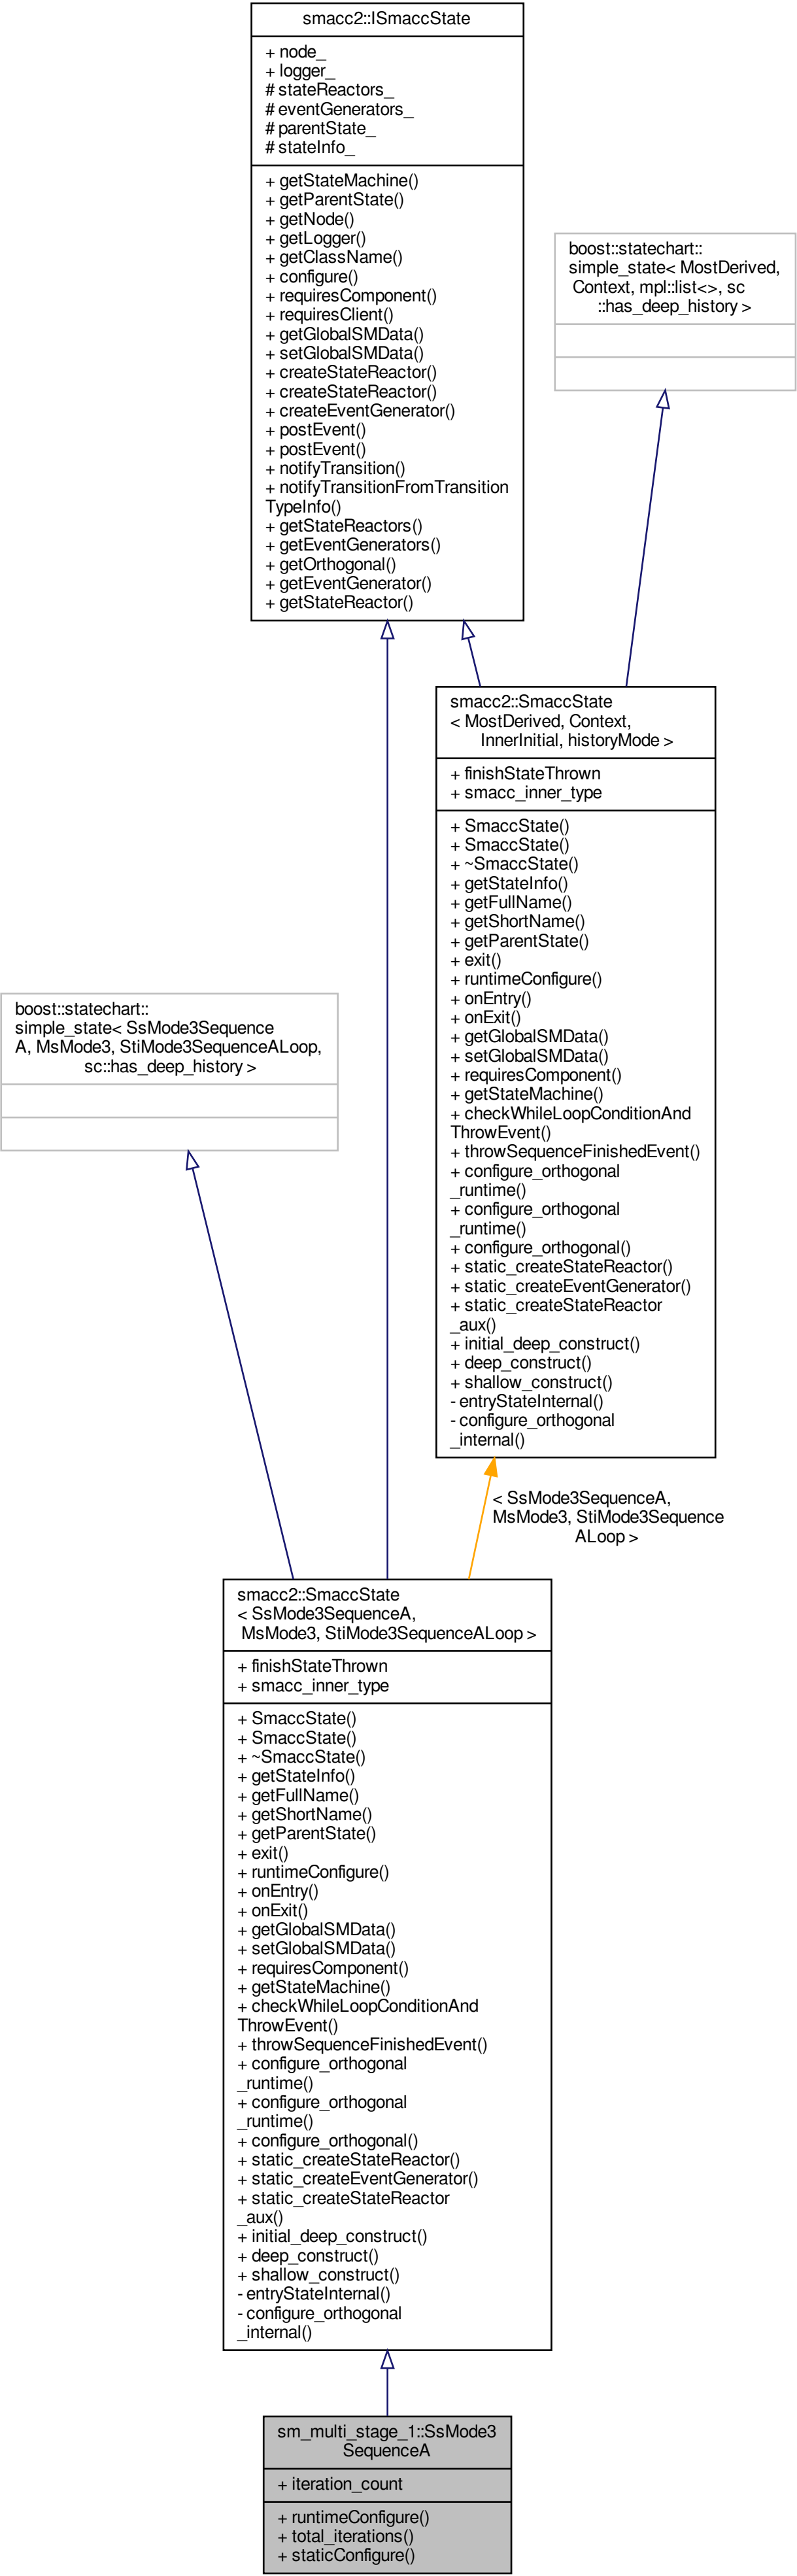 smacc2::ISmaccState
+ node_
+ logger_
# stateReactors_
# eventGenerators_
# parentState_
# stateInfo_
+ getStateMachine()
+ getParentState()
+ getNode()
+ getLogger()
+ getClassName()
+ configure()
+ requiresComponent()
+ requiresClient()
+ getGlobalSMData()
+ setGlobalSMData()
+ createStateReactor()
+ createStateReactor()
+ createEventGenerator()
+ postEvent()
+ postEvent()
+ notifyTransition()
+ notifyTransitionFromTransition
TypeInfo()
+ getStateReactors()
+ getEventGenerators()
+ getOrthogonal()
+ getEventGenerator()
+ getStateReactor()
boost::statechart::
simple_state< MostDerived,
Context, mpl::list<>, sc
::has_deep_history >
smacc2::SmaccState
< MostDerived, Context,
InnerInitial, historyMode >
+ finishStateThrown
+ smacc_inner_type
+ SmaccState()
+ SmaccState()
+ ~SmaccState()
+ getStateInfo()
+ getFullName()
+ getShortName()
+ getParentState()
+ exit()
+ runtimeConfigure()
+ onEntry()
+ onExit()
+ getGlobalSMData()
+ setGlobalSMData()
+ requiresComponent()
+ getStateMachine()
+ checkWhileLoopConditionAnd
ThrowEvent()
+ throwSequenceFinishedEvent()
+ configure_orthogonal
_runtime()
+ configure_orthogonal
_runtime()
+ configure_orthogonal()
+ static_createStateReactor()
+ static_createEventGenerator()
+ static_createStateReactor
_aux()
+ initial_deep_construct()
+ deep_construct()
+ shallow_construct()
- entryStateInternal()
- configure_orthogonal
_internal()
boost::statechart::
simple_state< SsMode3Sequence
A, MsMode3, StiMode3SequenceALoop,
sc::has_deep_history >
< SsMode3SequenceA,
MsMode3, StiMode3Sequence
ALoop >
smacc2::SmaccState
< SsMode3SequenceA,
MsMode3, StiMode3SequenceALoop >
+ finishStateThrown
+ smacc_inner_type
+ SmaccState()
+ SmaccState()
+ ~SmaccState()
+ getStateInfo()
+ getFullName()
+ getShortName()
+ getParentState()
+ exit()
+ runtimeConfigure()
+ onEntry()
+ onExit()
+ getGlobalSMData()
+ setGlobalSMData()
+ requiresComponent()
+ getStateMachine()
+ checkWhileLoopConditionAnd
ThrowEvent()
+ throwSequenceFinishedEvent()
+ configure_orthogonal
_runtime()
+ configure_orthogonal
_runtime()
+ configure_orthogonal()
+ static_createStateReactor()
+ static_createEventGenerator()
+ static_createStateReactor
_aux()
+ initial_deep_construct()
+ deep_construct()
+ shallow_construct()
- entryStateInternal()
- configure_orthogonal
_internal()
sm_multi_stage_1::SsMode3
SequenceA
+ iteration_count
+ runtimeConfigure()
+ total_iterations()
+ staticConfigure()